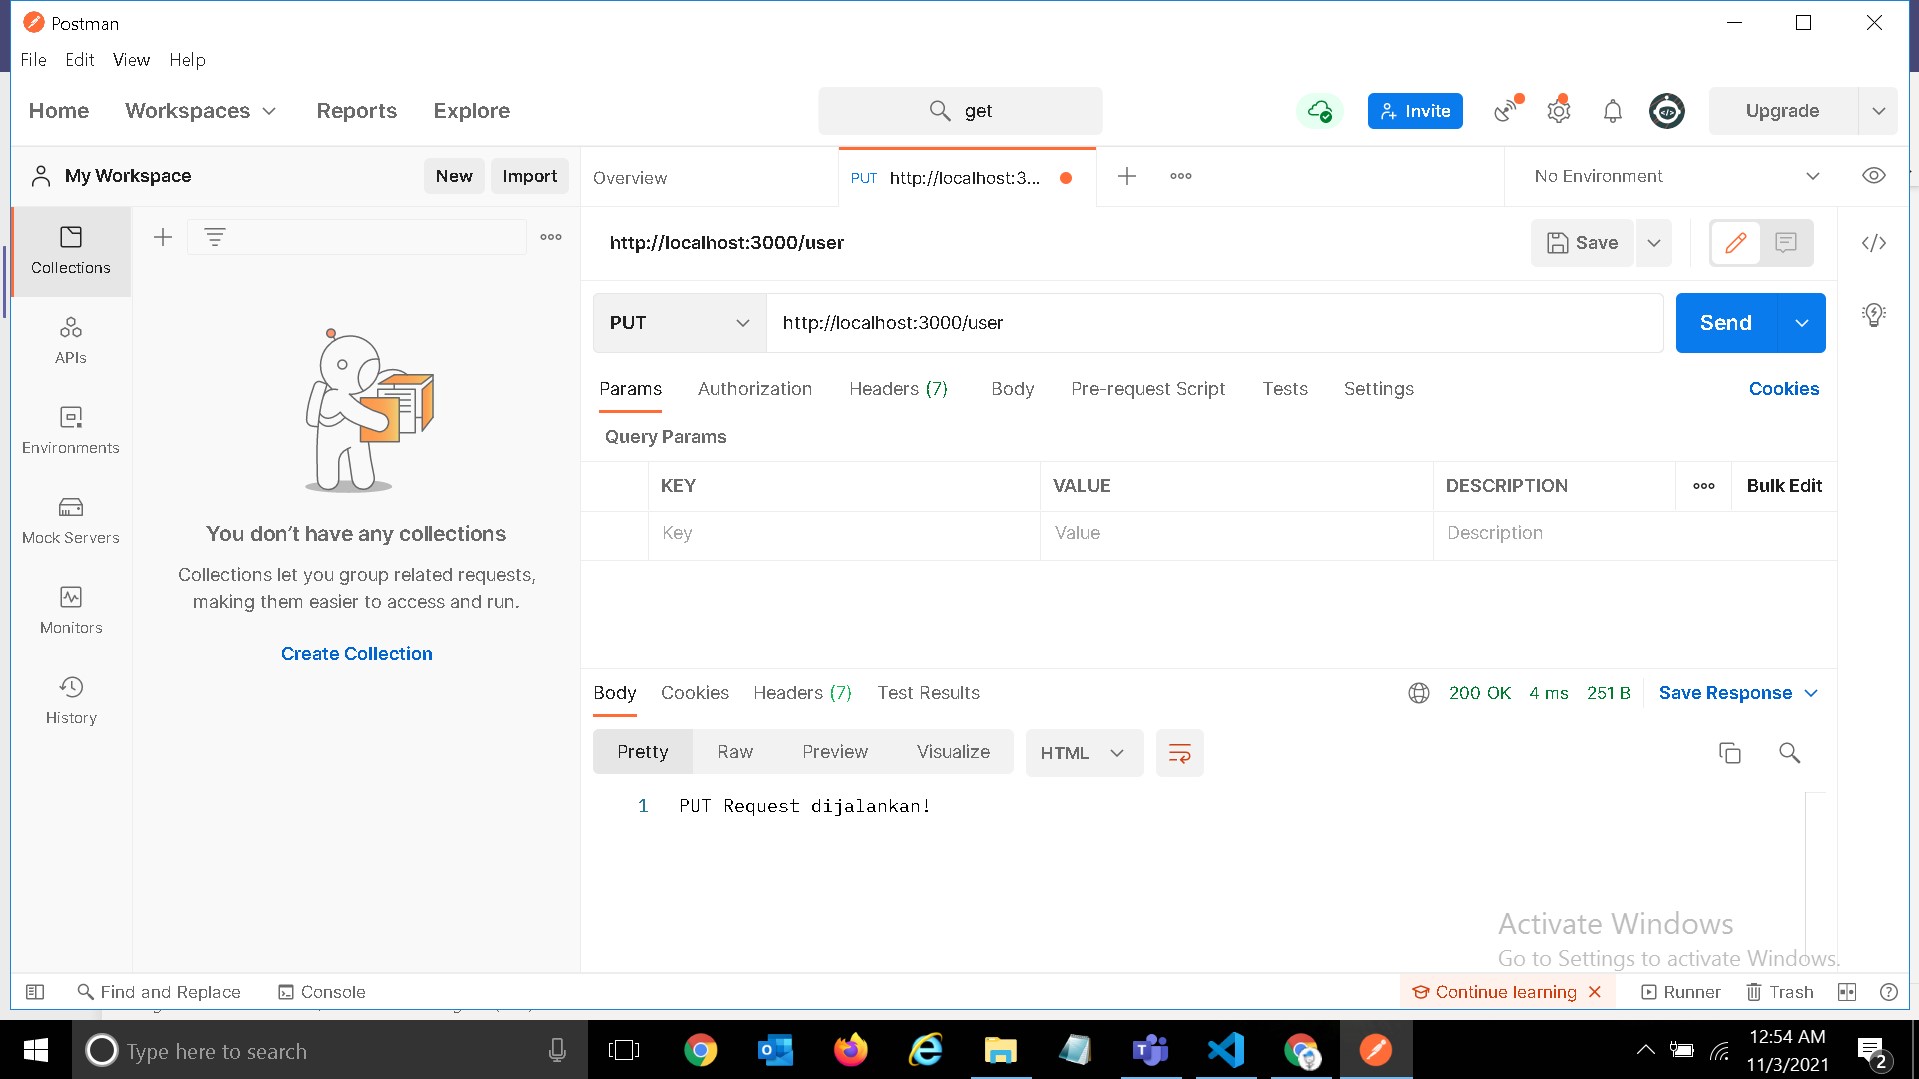 Postman
File Edit View Help
Home Workspaces Reports Explore get Invite Upgrade
My Workspace New Import Overview PUT http://localhost:3... No Environment
Collections
APIs
Environments
Mock Servers
Monitors
History
You don't have any collections
Collections let you group related requests,
making them easier to access and run.
Create Collection
http://localhost:3000/user Save
PUT http://localhost:3000/user Send
Params Authorization Headers (7) Body Pre-request Script Tests Settings Cookies
Query Params
KEY VALUE DESCRIPTION Bulk Edit
Key Value Description
Body Cookies Headers (7) Test Results 200 OK 4 ms 251 B Save Response
Pretty Raw Preview Visualize HTML
1 PUT Request dijalankan!
Activate Windows
Go to Settings to activate Windows.
Find and Replace Console Continue learning Runner Trash
Type here to search 12:54 AM
11/3/2021 2